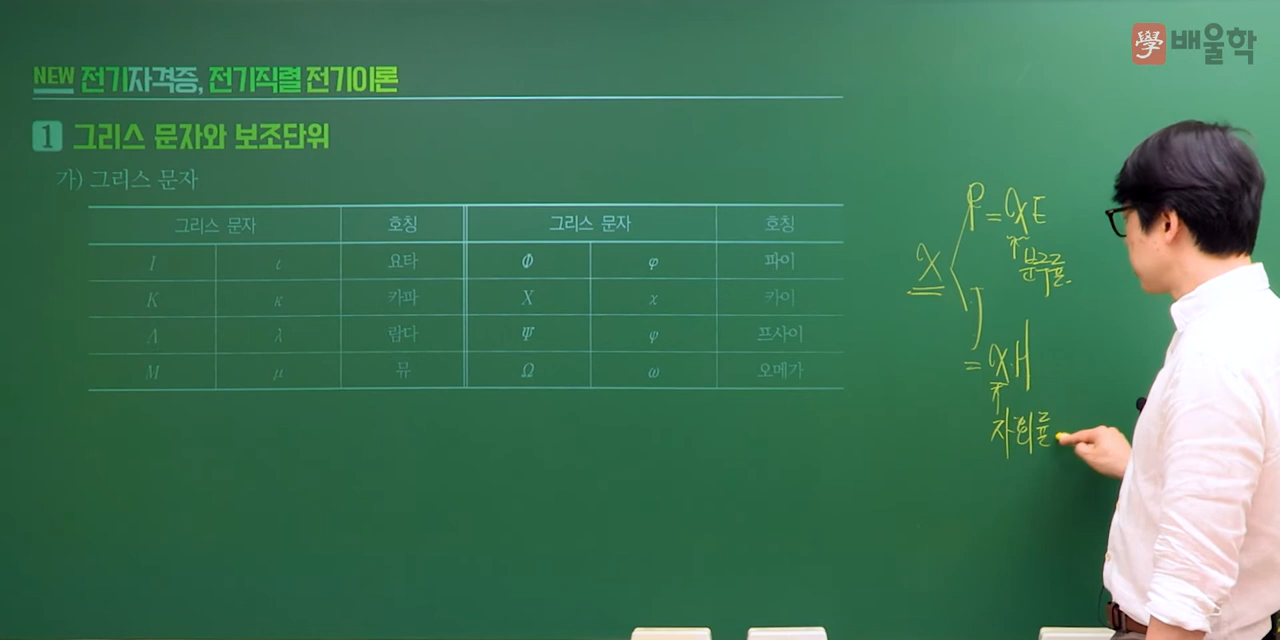 學 배울학
NEW 전기자격증, 전기직렬 전기이론
1 그리스 문자와 보조단위
가) 그리스 문자
그리스 문자 호칭 그리스 문자 호칭
I ι 요타 Φ φ 파이
K κ 카파 X χ 카이
Λ λ 람다 Ψ φ 프사이
M μ 뮤 Ω ω 오메가
P = χE
분극률
χ
J
= χ·H
자화률